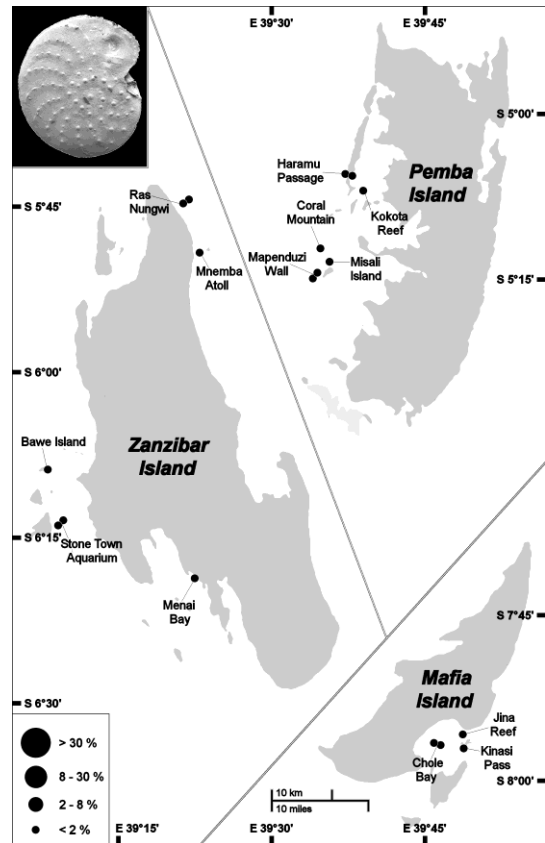 E 39°30'
E 39°45'
S 5°00'
Haramu
Passage
Pemba
Island
Ras
Nungwi
S 5°45'
Coral
Mountain
Kokota
Reef
Mnemba
Atoll
Mapenduzi
Wall
Misali
Island
S 5°15'
S 6°00'
Bawe Island
Zanzibar
Island
S 6°15'
Stone Town
Aquarium
Menai
Bay
S 7°45'
S 6°30'
Mafia
Island
Jina
Reef
Chole
Bay
Kinasi
Pass
> 30 %
8 - 30 %
2 - 8 %
< 2 %
10 km
10 miles
S 8°00'
E 39°15'
E 39°30'
E 39°45'